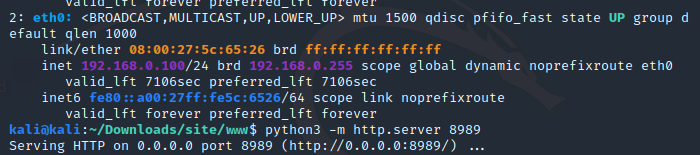 valid_lft forever preferred_lft forever
2: eth0: <BROADCAST,MULTICAST,UP,LOWER_UP> mtu 1500 qdisc pfifo_fast state UP group d
efault qlen 1000
link/ether 08:00:27:5c:65:26 brd ff:ff:ff:ff:ff:ff
inet 192.168.0.100/24 brd 192.168.0.255 scope global dynamic noprefixroute eth0
valid_lft 7106sec preferred_lft 7106sec
inet6 fe80::a00:27ff:fe5c:6526/64 scope link noprefixroute
valid_lft forever preferred_lft forever
kali@kali:~/Downloads/site/www$ python3 -m http.server 8989
Serving HTTP on 0.0.0.0 port 8989 (http://0.0.0.0:8989/) ...